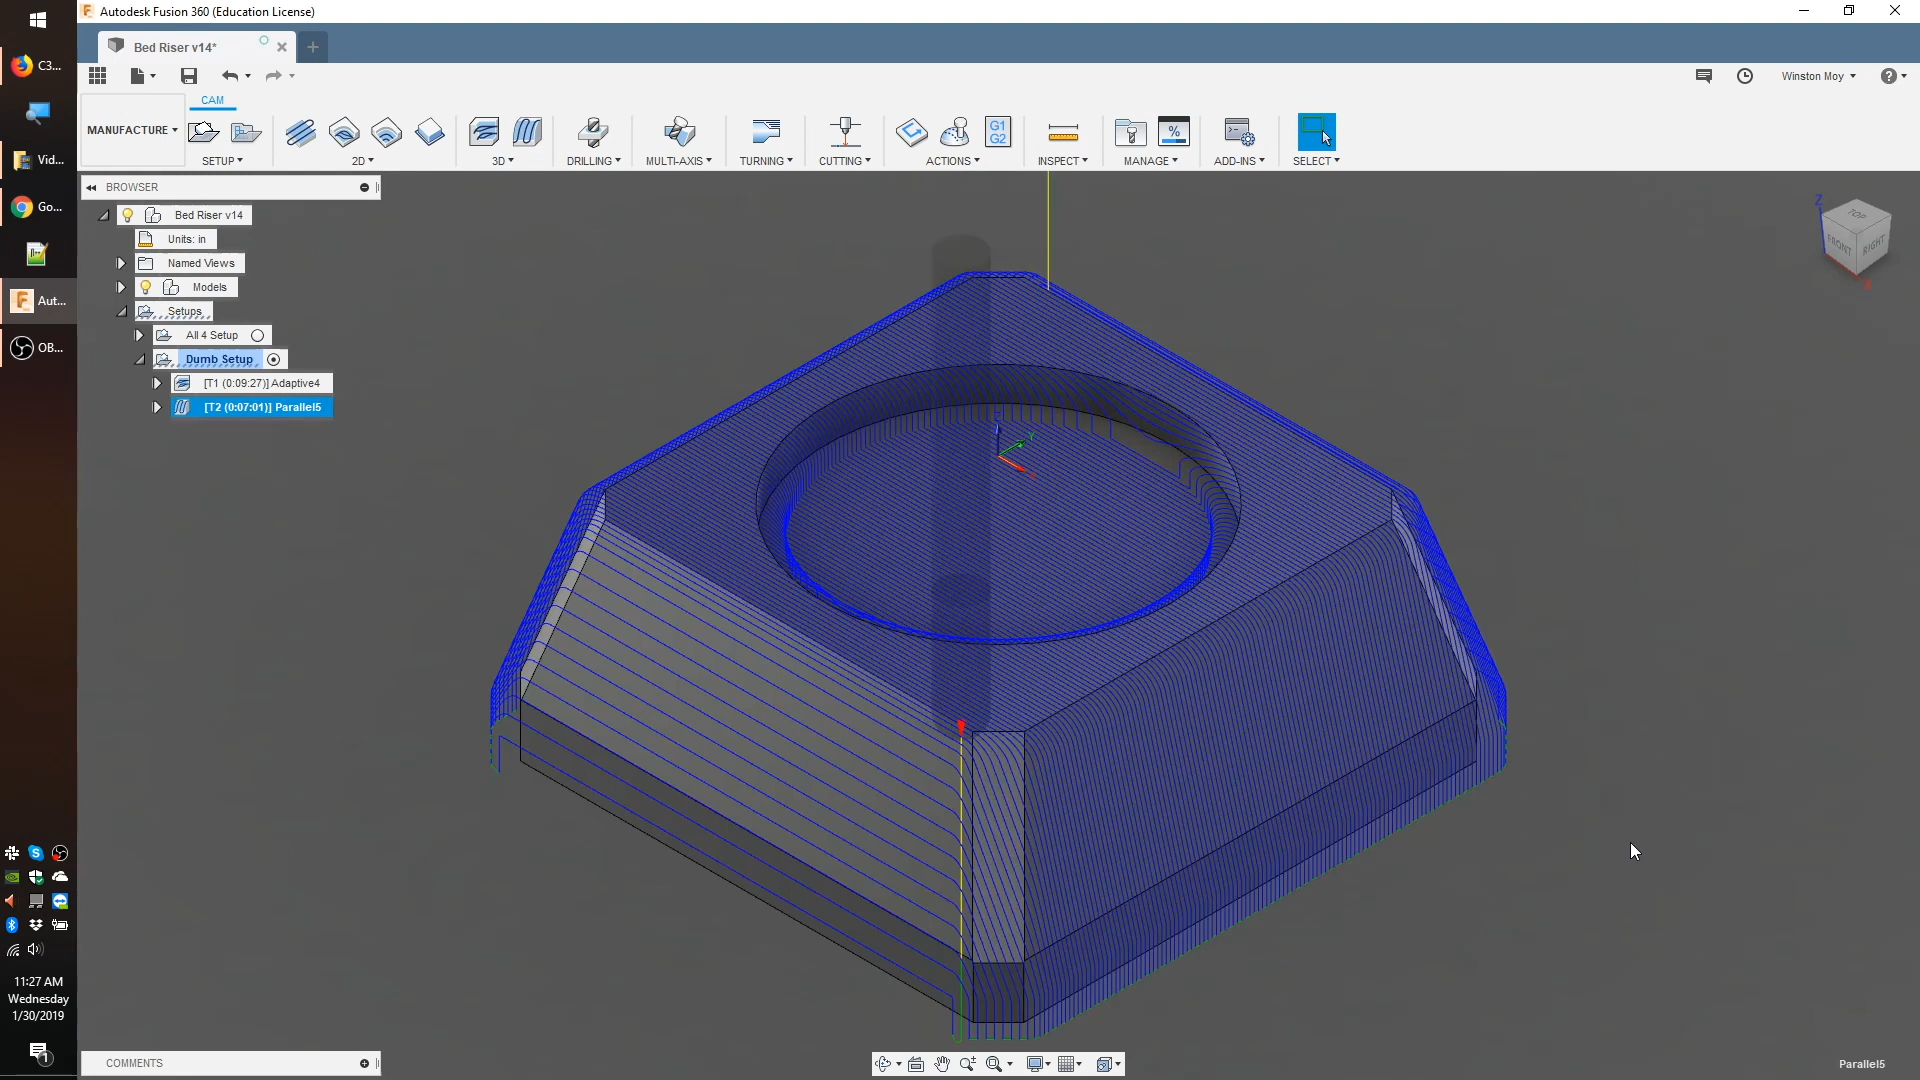 Autodesk Fusion 360 (Education License)
Bed Riser v14*
Winston Moy
CAM
MANUFACTURE
SETUP
2D
3D
DRILLING
MULTI-AXIS
TURNING
CUTTING
G1
G2
ACTIONS
INSPECT
%
MANAGE
ADD-INS
SELECT
C3...
Vid...
Go...
Aut...
OB...
BROWSER
Bed Riser v14
Units: in
Named Views
Models
Setups
All 4 Setup
Dumb Setup
[T1 (0:09:27)] Adaptive4
[T2 (0:07:01)] Parallel5
Z
TOP
FRONT
RIGHT
X
Z
Y
11:27 AM
Wednesday
1/30/2019
1
COMMENTS
Parallel5